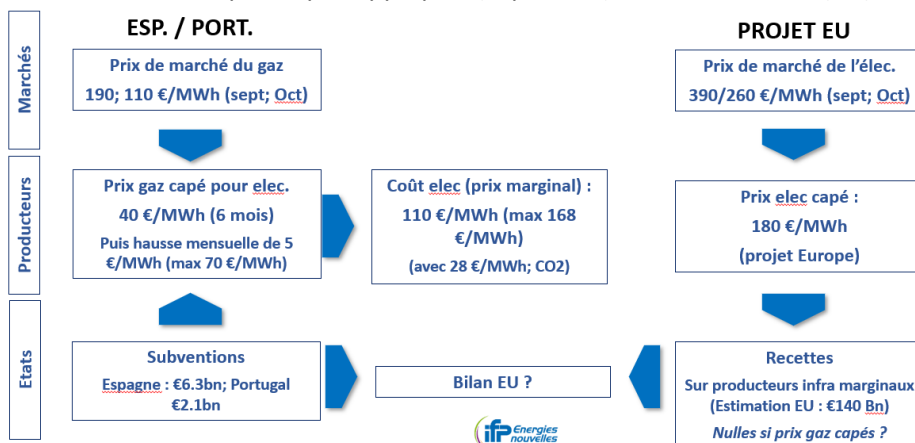 ESP. / PORT.
PROJET EU
Marchés
Prix de marché du gaz
190; 110 €/MWh (sept; Oct)
Prix de marché de l'élec.
390/260 €/MWh (sept; Oct)
Producteurs
Prix gaz capé pour elec.
40 €/MWh (6 mois)
Puis hausse mensuelle de 5
€/MWh (max 70 €/MWh)
Coût elec (prix marginal) :
110 €/MWh (max 168
€/MWh)
(avec 28 €/MWh; CO2)
Prix elec capé :
180 €/MWh
(projet Europe)
Etats
Subventions
Espagne : €6.3bn; Portugal
€2.1bn
Bilan EU ?
Recettes
Sur producteurs infra marginaux
(Estimation EU : €140 Bn)
Nulles si prix gaz capés ?
ifp Energies
nouvelles